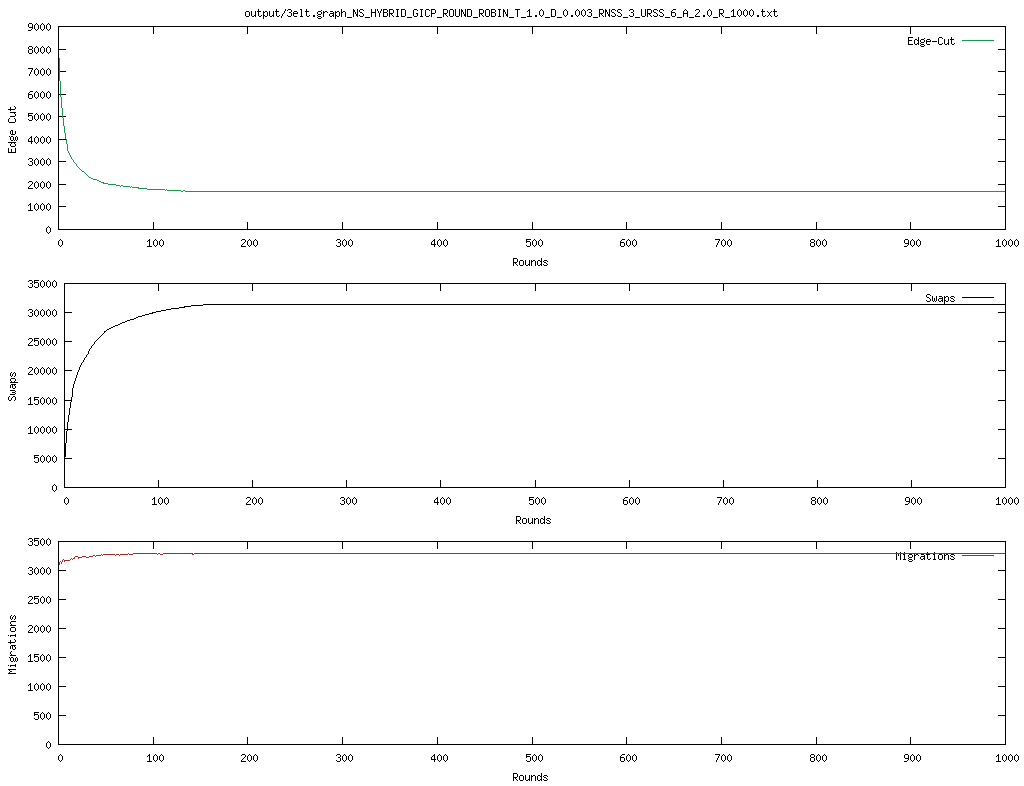 output/3elt.graph_NS_HYBRID_GICP_ROUND_ROBIN_T_1.0_D_0.003_RNSS_3_URSS_6_A_2.0_R_1000.txt
Edge-Cut
9000
8000
7000
6000
5000
4000
3000
2000
1000
0
Edge Cut
0 100 200 300 400 500 600 700 800 900 1000
Rounds
Swaps
35000
30000
25000
20000
15000
10000
5000
0
Swaps
0 100 200 300 400 500 600 700 800 900 1000
Rounds
Migrations
3500
3000
2500
2000
1500
1000
500
0
Migrations
0 100 200 300 400 500 600 700 800 900 1000
Rounds